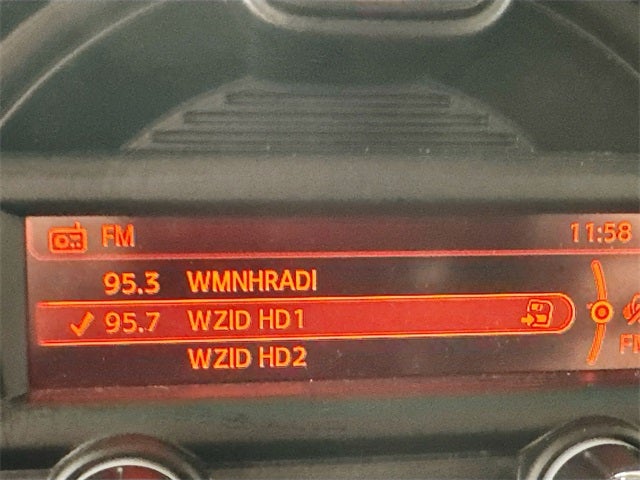 FM 11:58
95.3 WMNHRADI
95.7 WZID HD1
WZID HD2